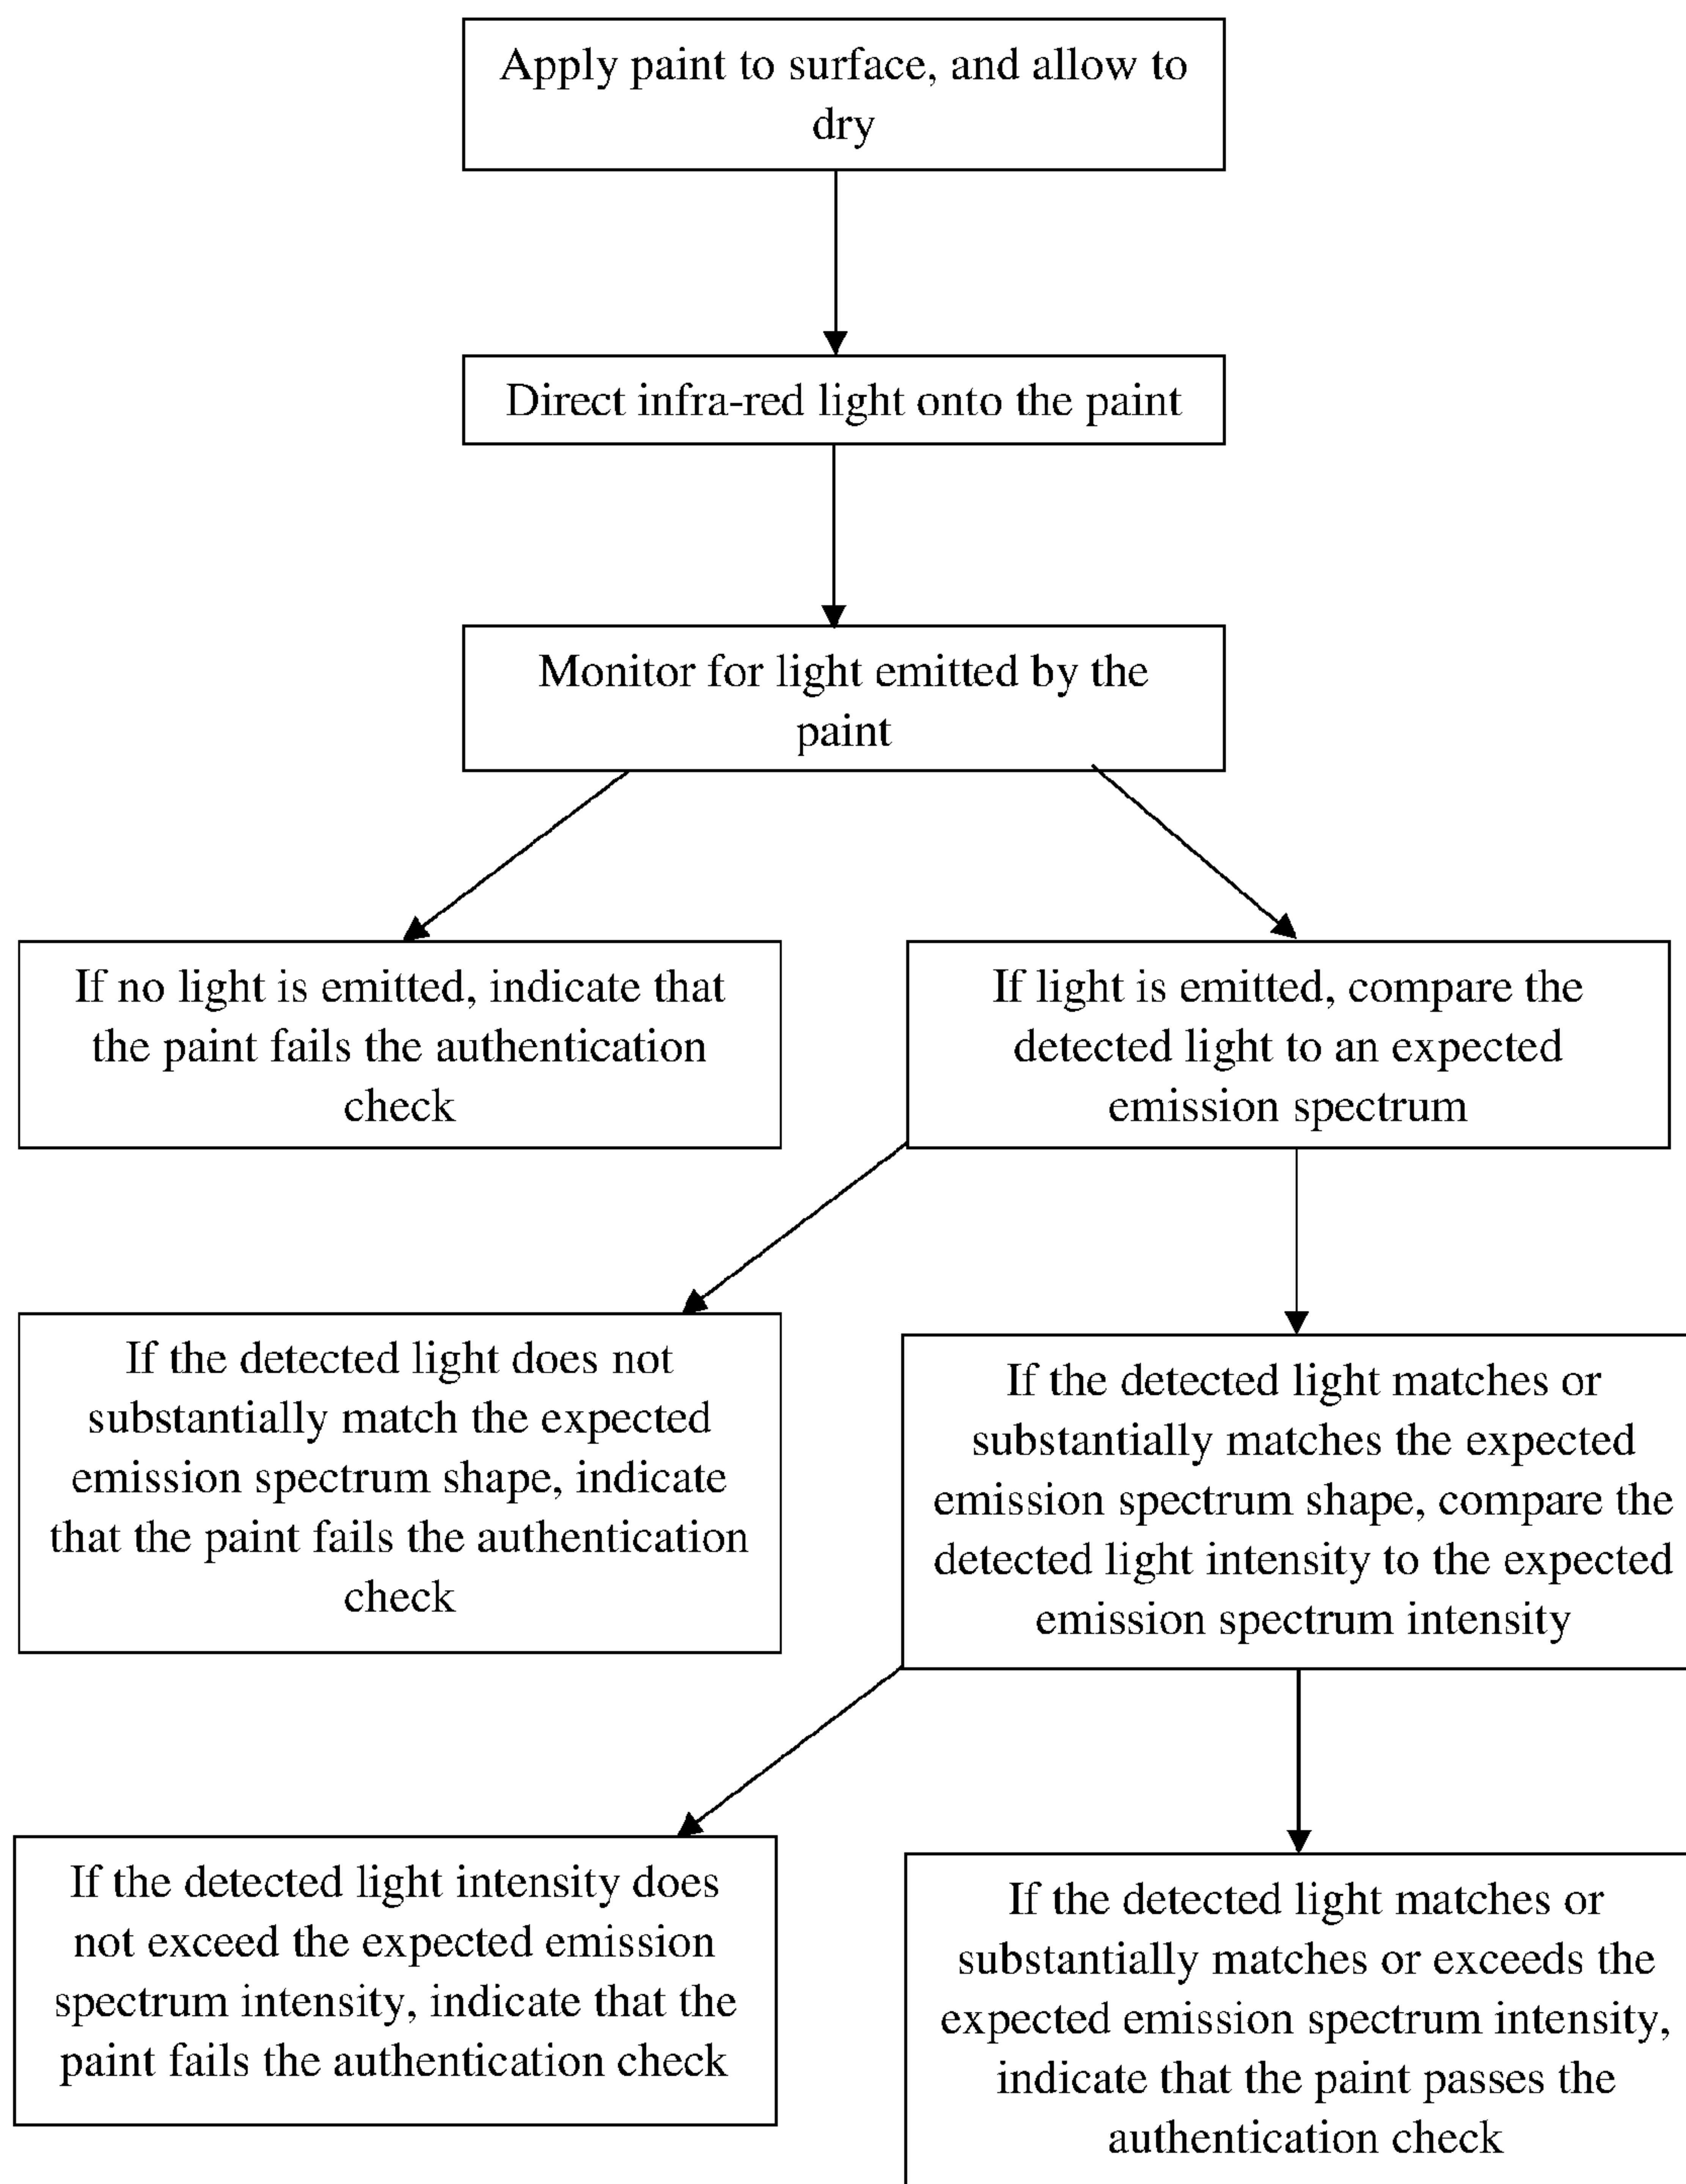 Apply paint to surface, and allow to
dry
Direct infra-red light onto the paint
Monitor for light emitted by the
paint
If no light is emitted, indicate that
the paint fails the authentication
check
If light is emitted, compare the
detected light to an expected
emission spectrum
If the detected light does not
substantially match the expected
emission spectrum shape, indicate
that the paint fails the authentication
check
If the detected light matches or
substantially matches the expected
emission spectrum shape, compare the
detected light intensity to the expected
emission spectrum intensity
If the detected light intensity does
not exceed the expected emission
spectrum intensity, indicate that the
paint fails the authentication check
If the detected light matches or
substantially matches or exceeds the
expected emission spectrum intensity,
indicate that the paint passes the
authentication check